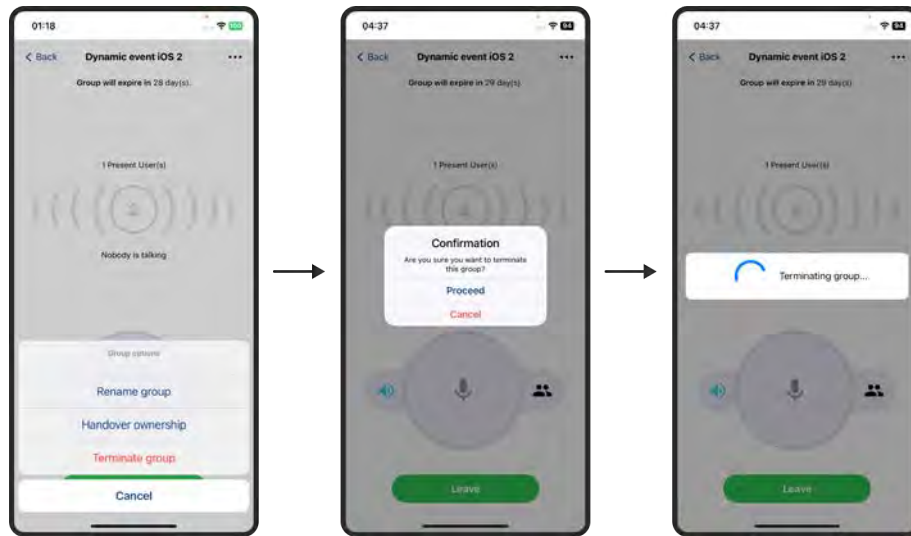 01:18
100
Back
Dynamic event iOS 2
Group will expire in 28 day(s).
1 Present User(s)
Nobody is talking
Group options
Rename group
Handover ownership
Terminate group
Cancel
04:37
94
Back
Dynamic event iOS 2
Group will expire in 29 day(s)
1 Present User(s)
Confirmation
Are you sure you want to terminate
this group?
Proceed
Cancel
Leave
04:37
94
Back
Dynamic event iOS 2
Group will expire in 29 day(s)
1 Present User(s)
Terminating group...
Leave